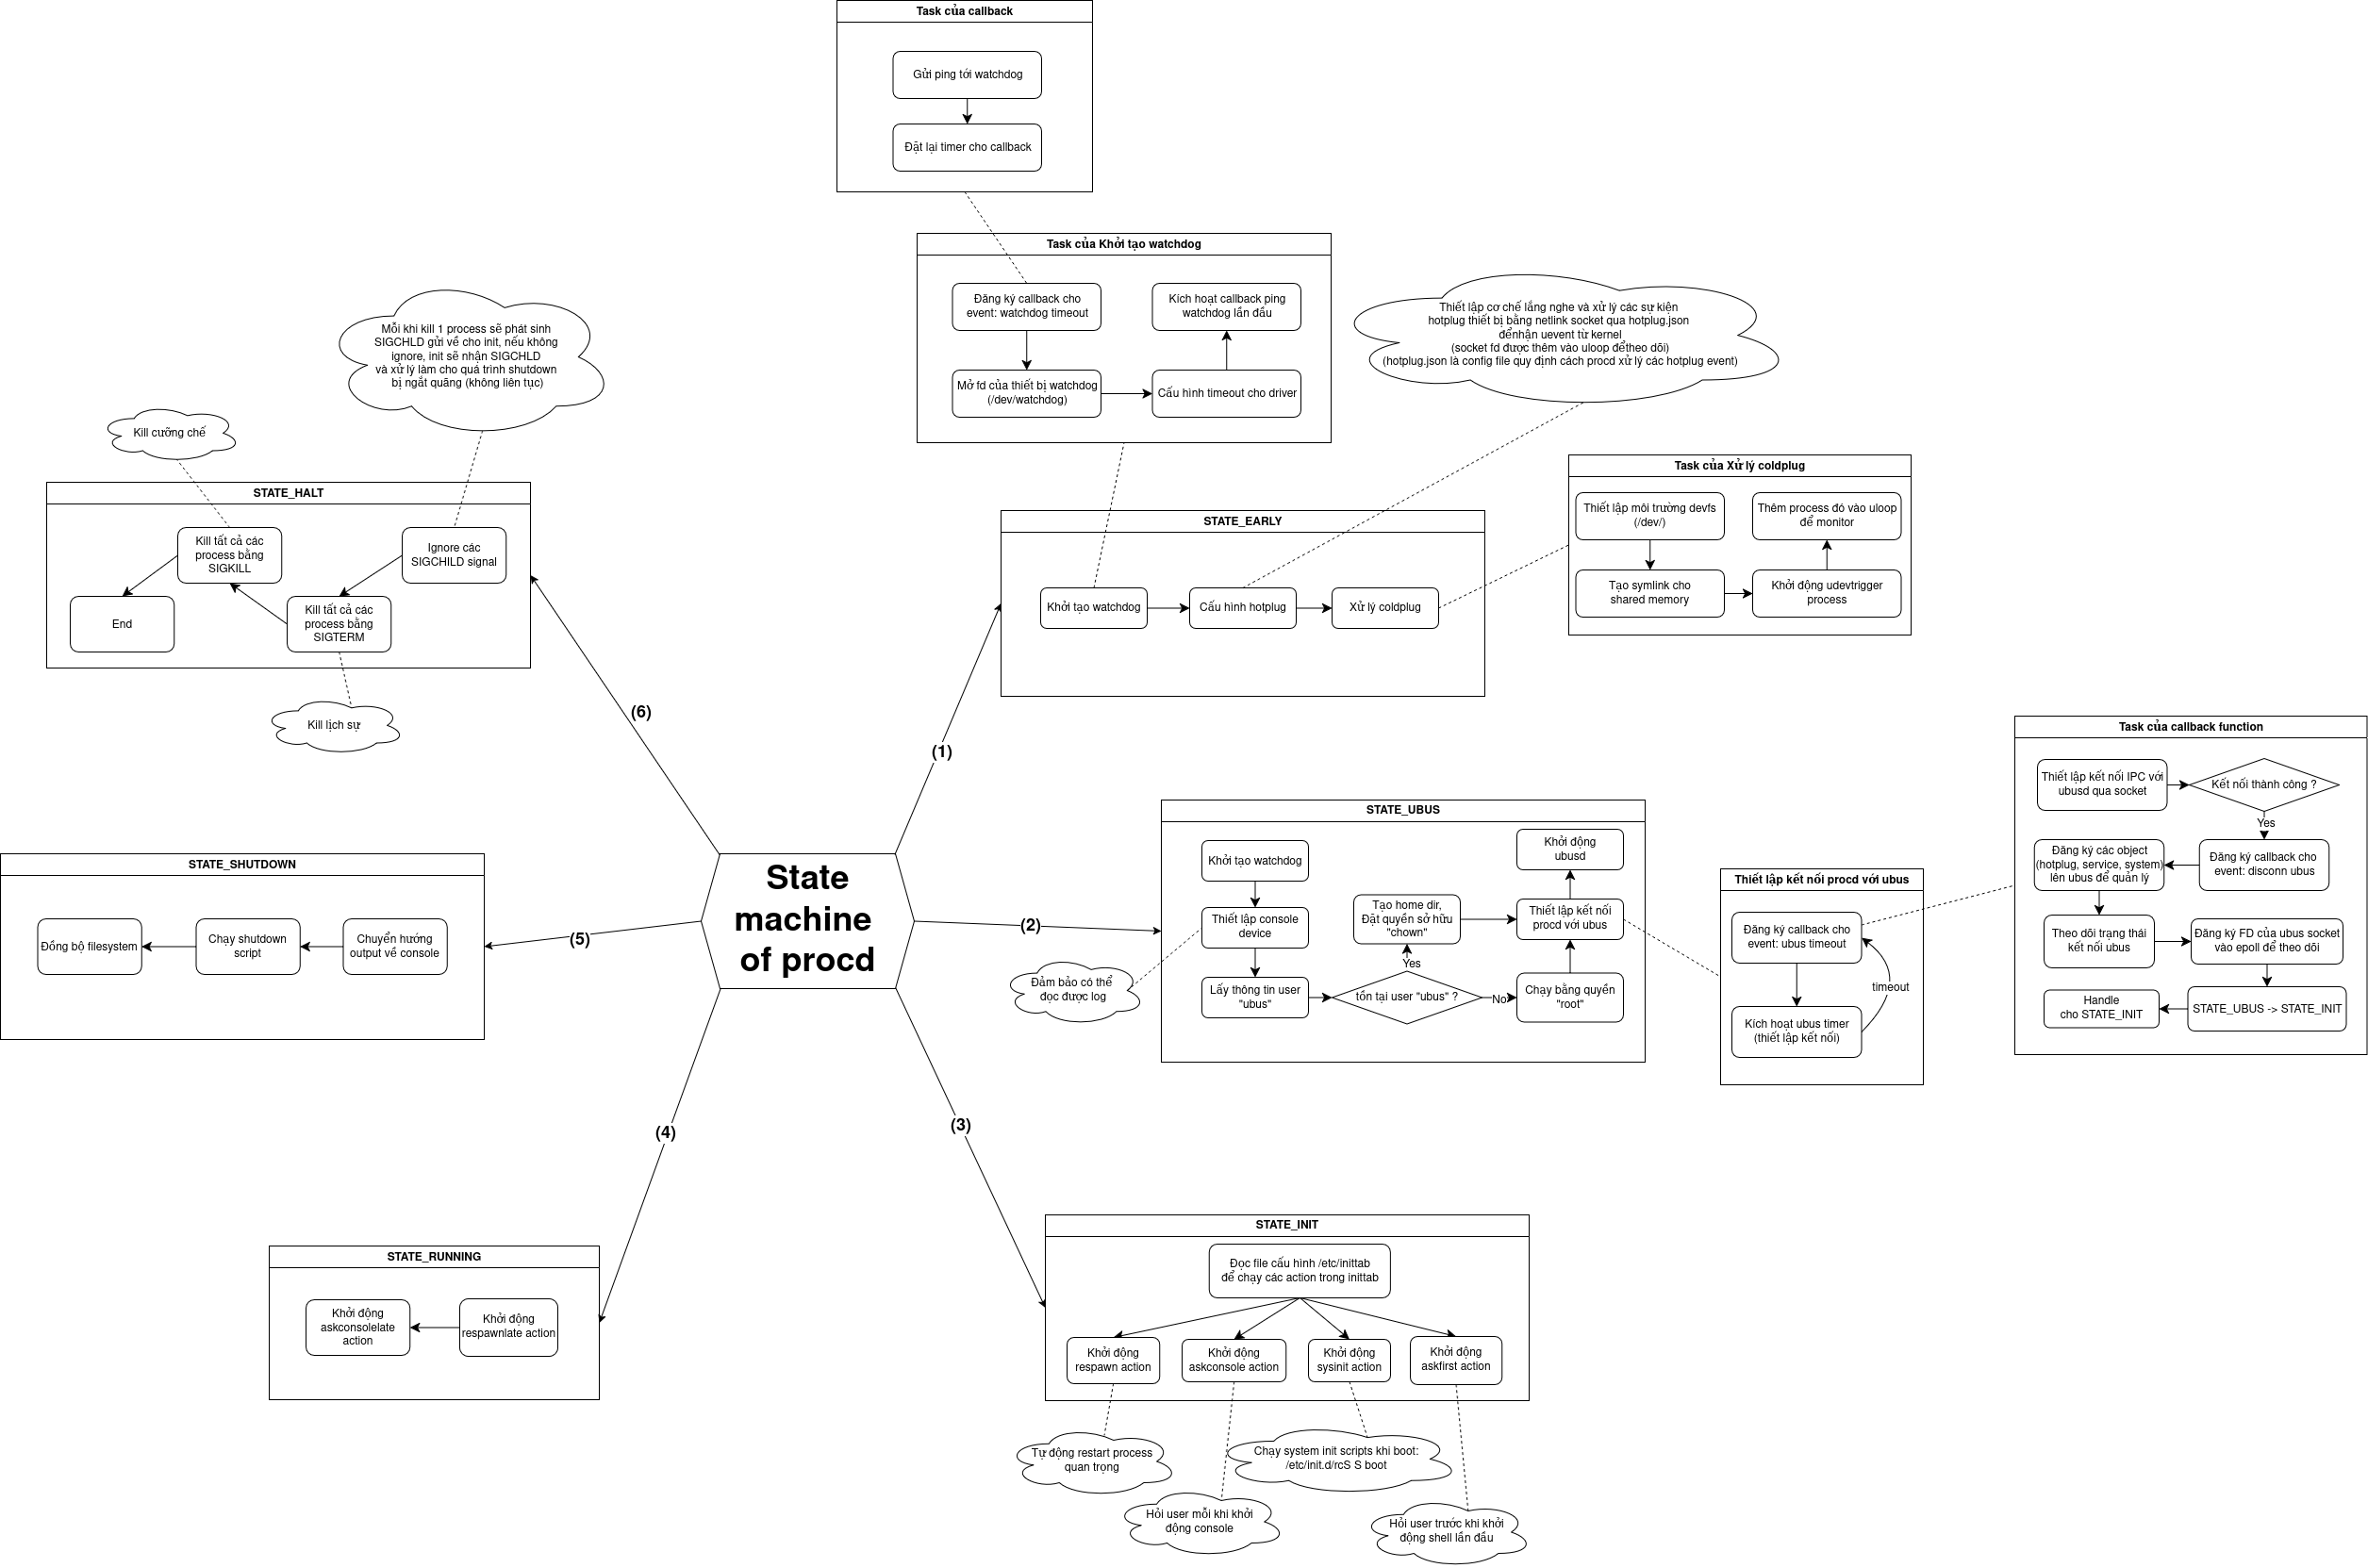 Task của callback
Gửi ping tới watchdog
Đặt lại timer cho callback
Task của Khởi tạo watchdog
Đăng ký callback cho
event: watchdog timeout
Kích hoạt callback ping
watchdog lần đầu
Mở fd của thiết bị watchdog
(/dev/watchdog)
Cấu hình timeout cho driver
Thiết lập cơ chế lắng nghe và xử lý các sự kiện
hotplug thiết bị bằng netlink socket qua hotplug.json
đểnhận uevent từ kernel
(socket fd được thêm vào uloop đểtheo dõi)
(hotplug.json là config file quy định cách procd xử lý các hotplug event)
Mỗi khi kill 1 process sẽ phát sinh
SIGCHLD gửi về cho init, nếu không
ignore, init sẽ nhận SIGCHLD
và xử lý làm cho quá trình shutdown
bị ngắt quãng (không liên tục)
Kill cưỡng chế
STATE_HALT
Kill tất cả các
process bằng
SIGKILL
Ignore các
SIGCHILD signal
End
Kill tất cả các
process bằng
SIGTERM
Kill lịch sự
STATE_EARLY
Khởi tạo watchdog
Cấu hình hotplug
Xử lý coldplug
Task của Xử lý coldplug
Thiết lập môi trường devfs
(/dev/)
Thêm process đó vào uloop
để monitor
Tạo symlink cho
shared memory
Khởi động udevtrigger
process
(6)
(1)
State
machine
of procd
(5)
(2)
(4)
(3)
STATE_UBUS
Khởi tạo watchdog
Khởi động
ubusd
Thiết lập console
device
Tạo home dir,
Đặt quyền sở hữu
"chown"
Thiết lập kết nối
procd với ubus
Yes
Lấy thông tin user
"ubus"
tồn tại user "ubus" ?
No
Chạy bằng quyền
"root"
Đảm bảo có thể
đọc được log
Thiết lập kết nối procd với ubus
Đăng ký callback cho
event: ubus timeout
timeout
Kích hoạt ubus timer
(thiết lập kết nối)
Task của callback function
Thiết lập kết nối IPC với
ubusd qua socket
Kết nối thành công ?
Yes
Đăng ký các object
(hotplug, service, system)
lên ubus để quản lý
Đăng ký callback cho
event: disconn ubus
Theo dõi trạng thái
kết nối ubus
Đăng ký FD của ubus socket
vào epoll để theo dõi
Handle
cho STATE_INIT
STATE_UBUS -> STATE_INIT
STATE_SHUTDOWN
Đồng bộ filesystem
Chạy shutdown
script
Chuyển hướng
output về console
STATE_RUNNING
Khởi động
askconsolelate
action
Khởi động
respawnlate action
STATE_INIT
Đọc file cấu hình /etc/inittab
để chạy các action trong inittab
Khởi động
respawn action
Khởi động
askconsole action
Khởi động
sysinit action
Khởi động
askfirst action
Tự động restart process
quan trọng
Chạy system init scripts khi boot:
/etc/init.d/rcS S boot
Hỏi user mỗi khi khởi
động console
Hỏi user trước khi khởi
động shell lần đầu